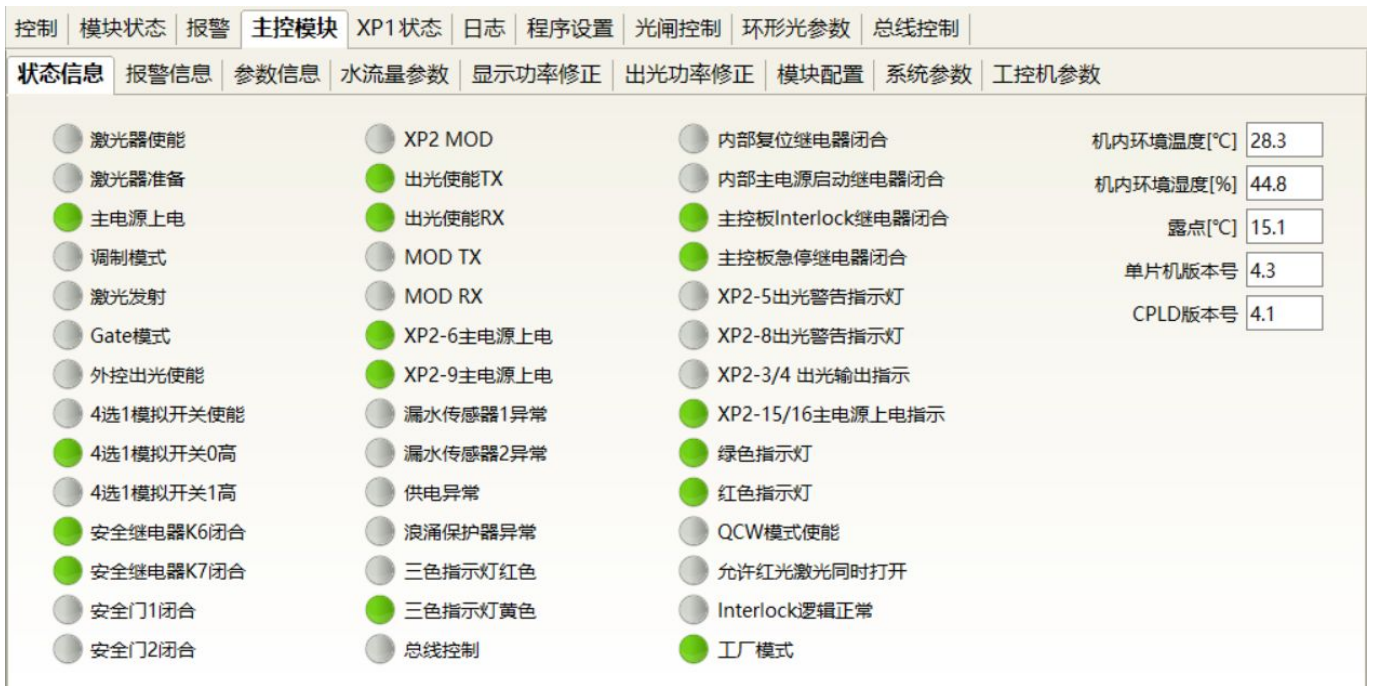 控制 模块状态 报警 主控模块 XP1状态 日志 程序设置 光闸控制 环形光参数 总线控制
状态信息 报警信息 参数信息 水流量参数 显示功率修正 出光功率修正 模块配置 系统参数 工控机参数
激光器使能
激光器准备
主电源上电
调制模式
激光发射
Gate模式
外控出光使能
4选1模拟开关使能
4选1模拟开关0高
4选1模拟开关1高
安全继电器K6闭合
安全继电器K7闭合
安全门1闭合
安全门2闭合
XP2 MOD
出光使能TX
出光使能RX
MOD TX
MOD RX
XP2-6主电源上电
XP2-9主电源上电
漏水传感器1异常
漏水传感器2异常
供电异常
浪涌保护器异常
三色指示灯红色
三色指示灯黄色
总线控制
内部复位继电器闭合
内部主电源启动继电器闭合
主控板Interlock继电器闭合
主控板急停继电器闭合
XP2-5出光警告指示灯
XP2-8出光警告指示灯
XP2-3/4 出光输出指示
XP2-15/16主电源上电指示
绿色指示灯
红色指示灯
QCW模式使能
允许红光激光同时打开
Interlock逻辑正常
工厂模式
机内环境温度[℃] 28.3
机内环境湿度[%] 44.8
露点[℃] 15.1
单片机版本号 4.3
CPLD版本号 4.1